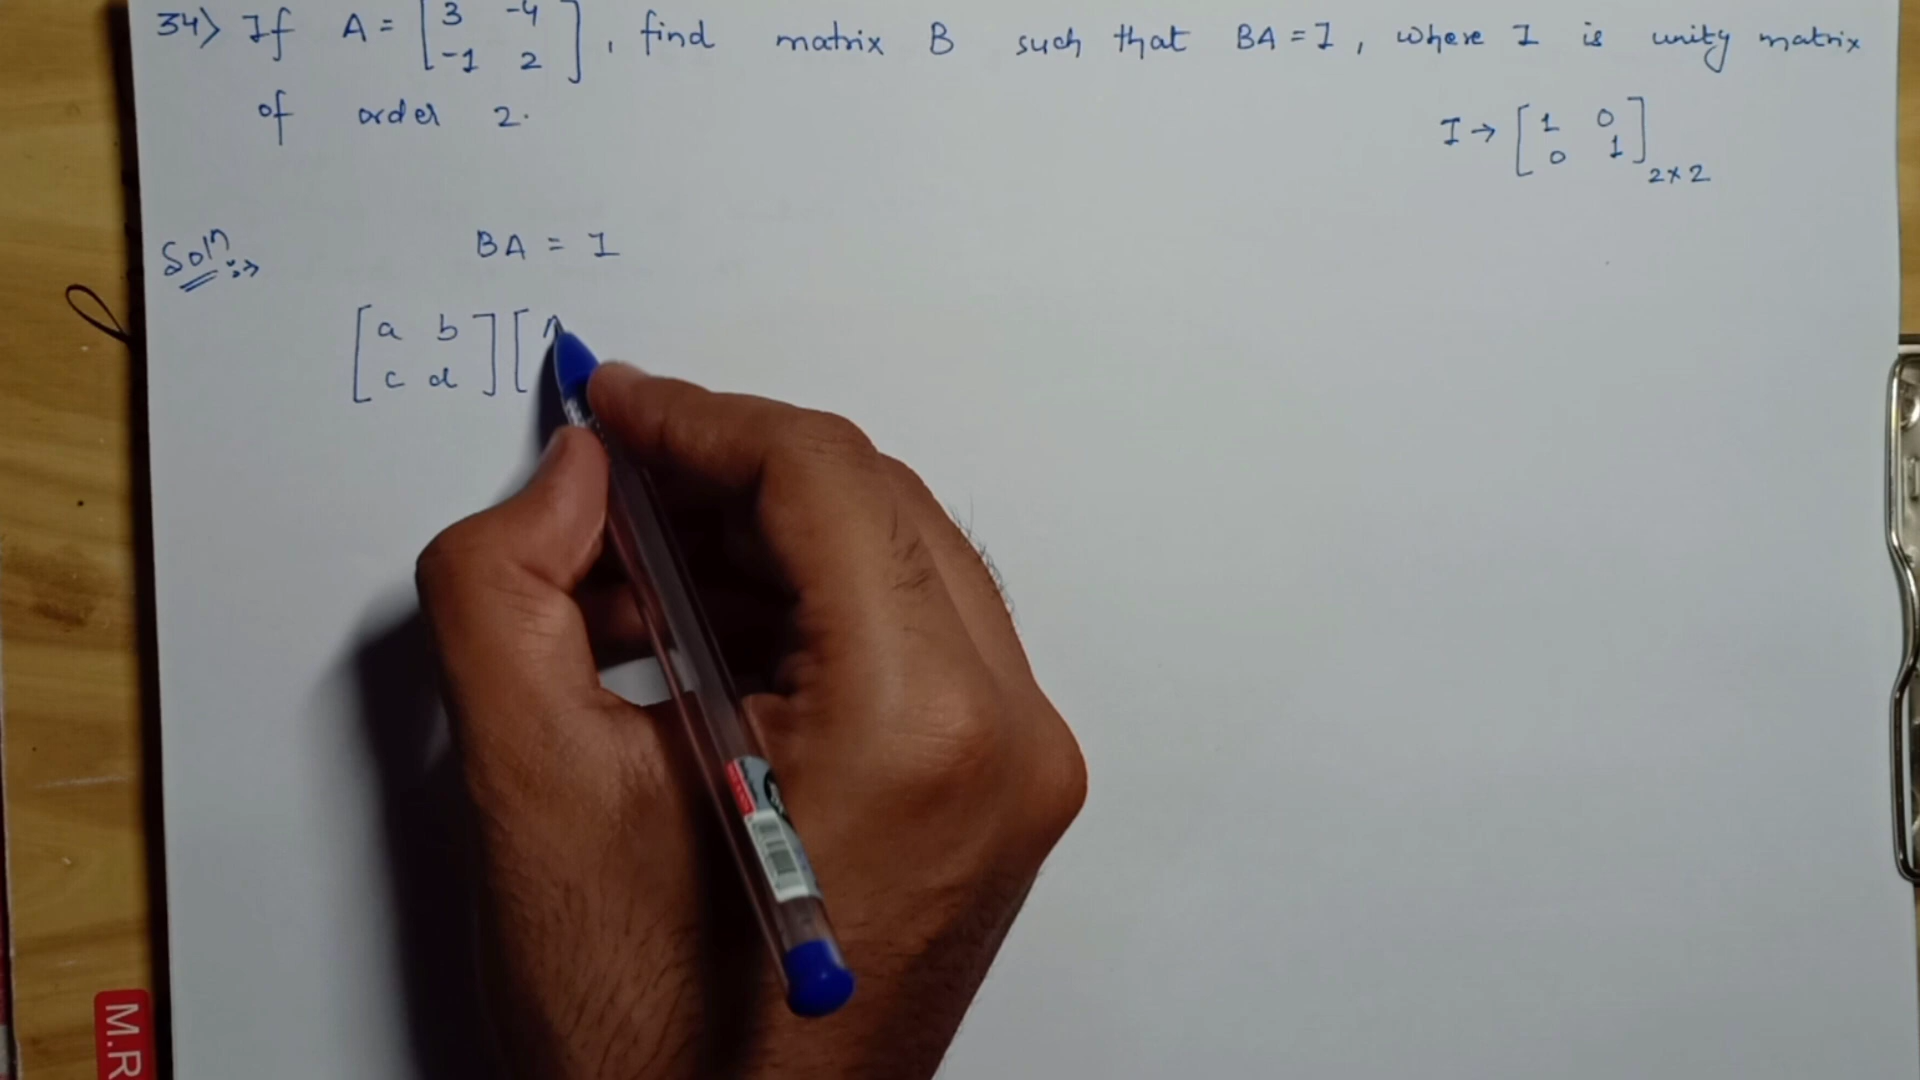 34) If A = [3 -4
-1 2], find matrix B such that BA = I, where I is unity matrix
of order 2.
I → [1 0
0 1] 2×2
Soln :→ BA = I
[a b
c d] [
M.R